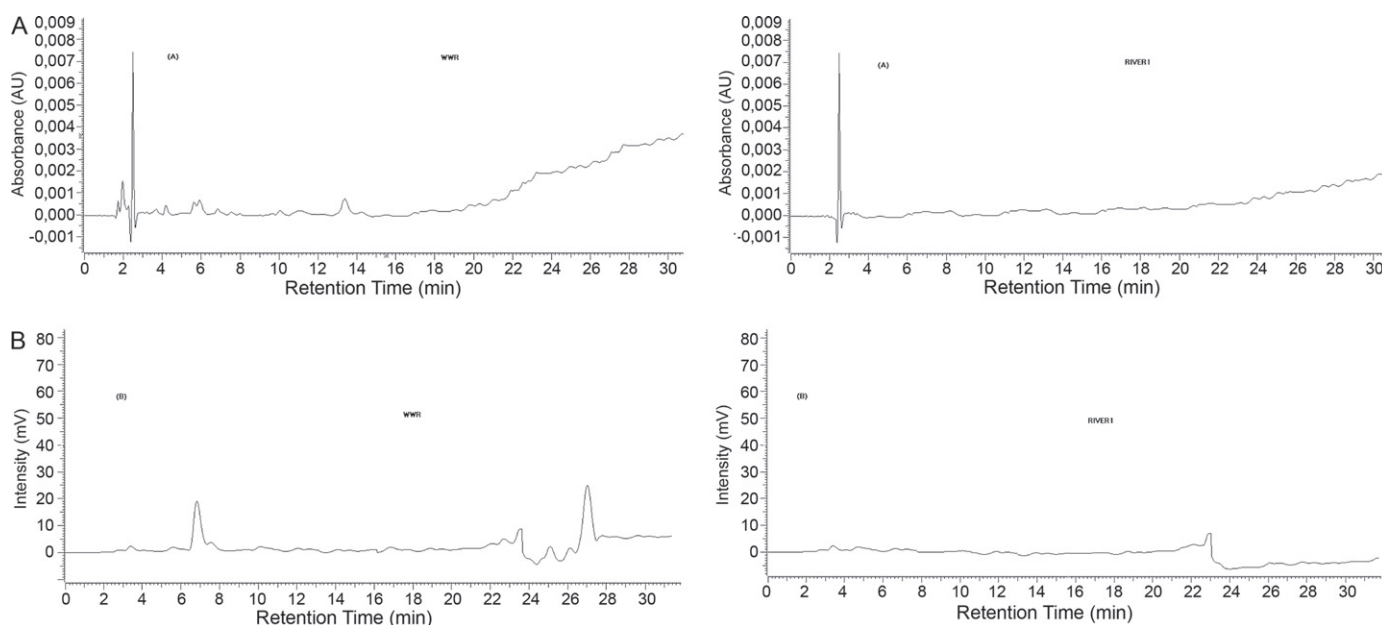 A
Absorbance (AU)
0,009
0,008
0,007
0,006
0,005
0,004
0,003
0,002
0,001
0,000
-0,001
(A)
WWR
0 2 4 6 8 10 12 14 16 18 20 22 24 26 28 30
Retention Time (min)
Absorbance (AU)
0,009
0,008
0,007
0,006
0,005
0,004
0,003
0,002
0,001
0,000
-0,001
(A)
RIVER1
0 2 4 6 8 10 12 14 16 18 20 22 24 26 28 30
Retention Time (min)
B
Intensity (mV)
80
70
60
50
40
30
20
10
0
(B)
WWR
0 2 4 6 8 10 12 14 16 18 20 22 24 26 28 30
Retention Time (min)
Intensity (mV)
80
70
60
50
40
30
20
10
0
(B)
RIVER1
0 2 4 6 8 10 12 14 16 18 20 22 24 26 28 30
Retention Time (min)